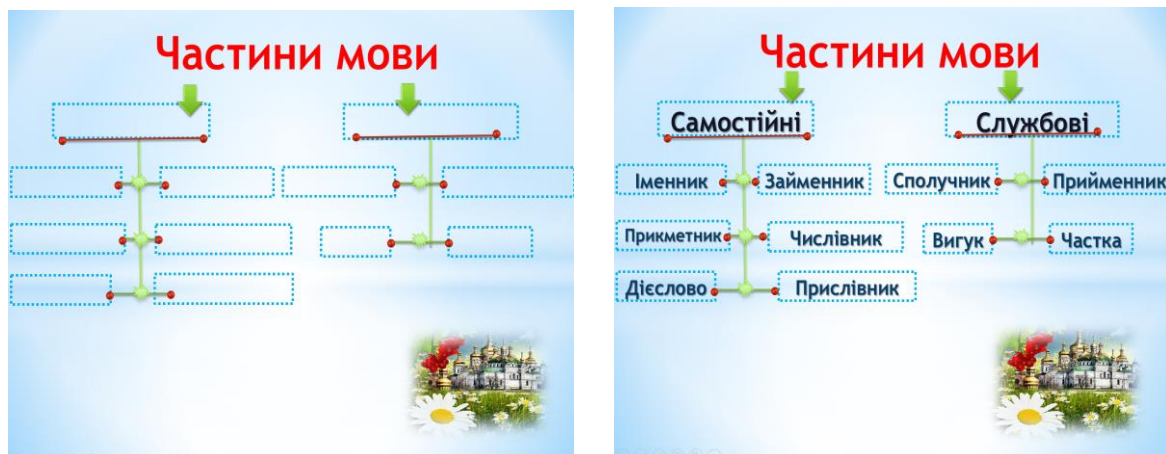 Частини мови
Частини мови
Самостійні Службові
Іменник Займенник Сполучник Прийменник
Прикметник Числівник Вигук Частка
Дієслово Прислівник